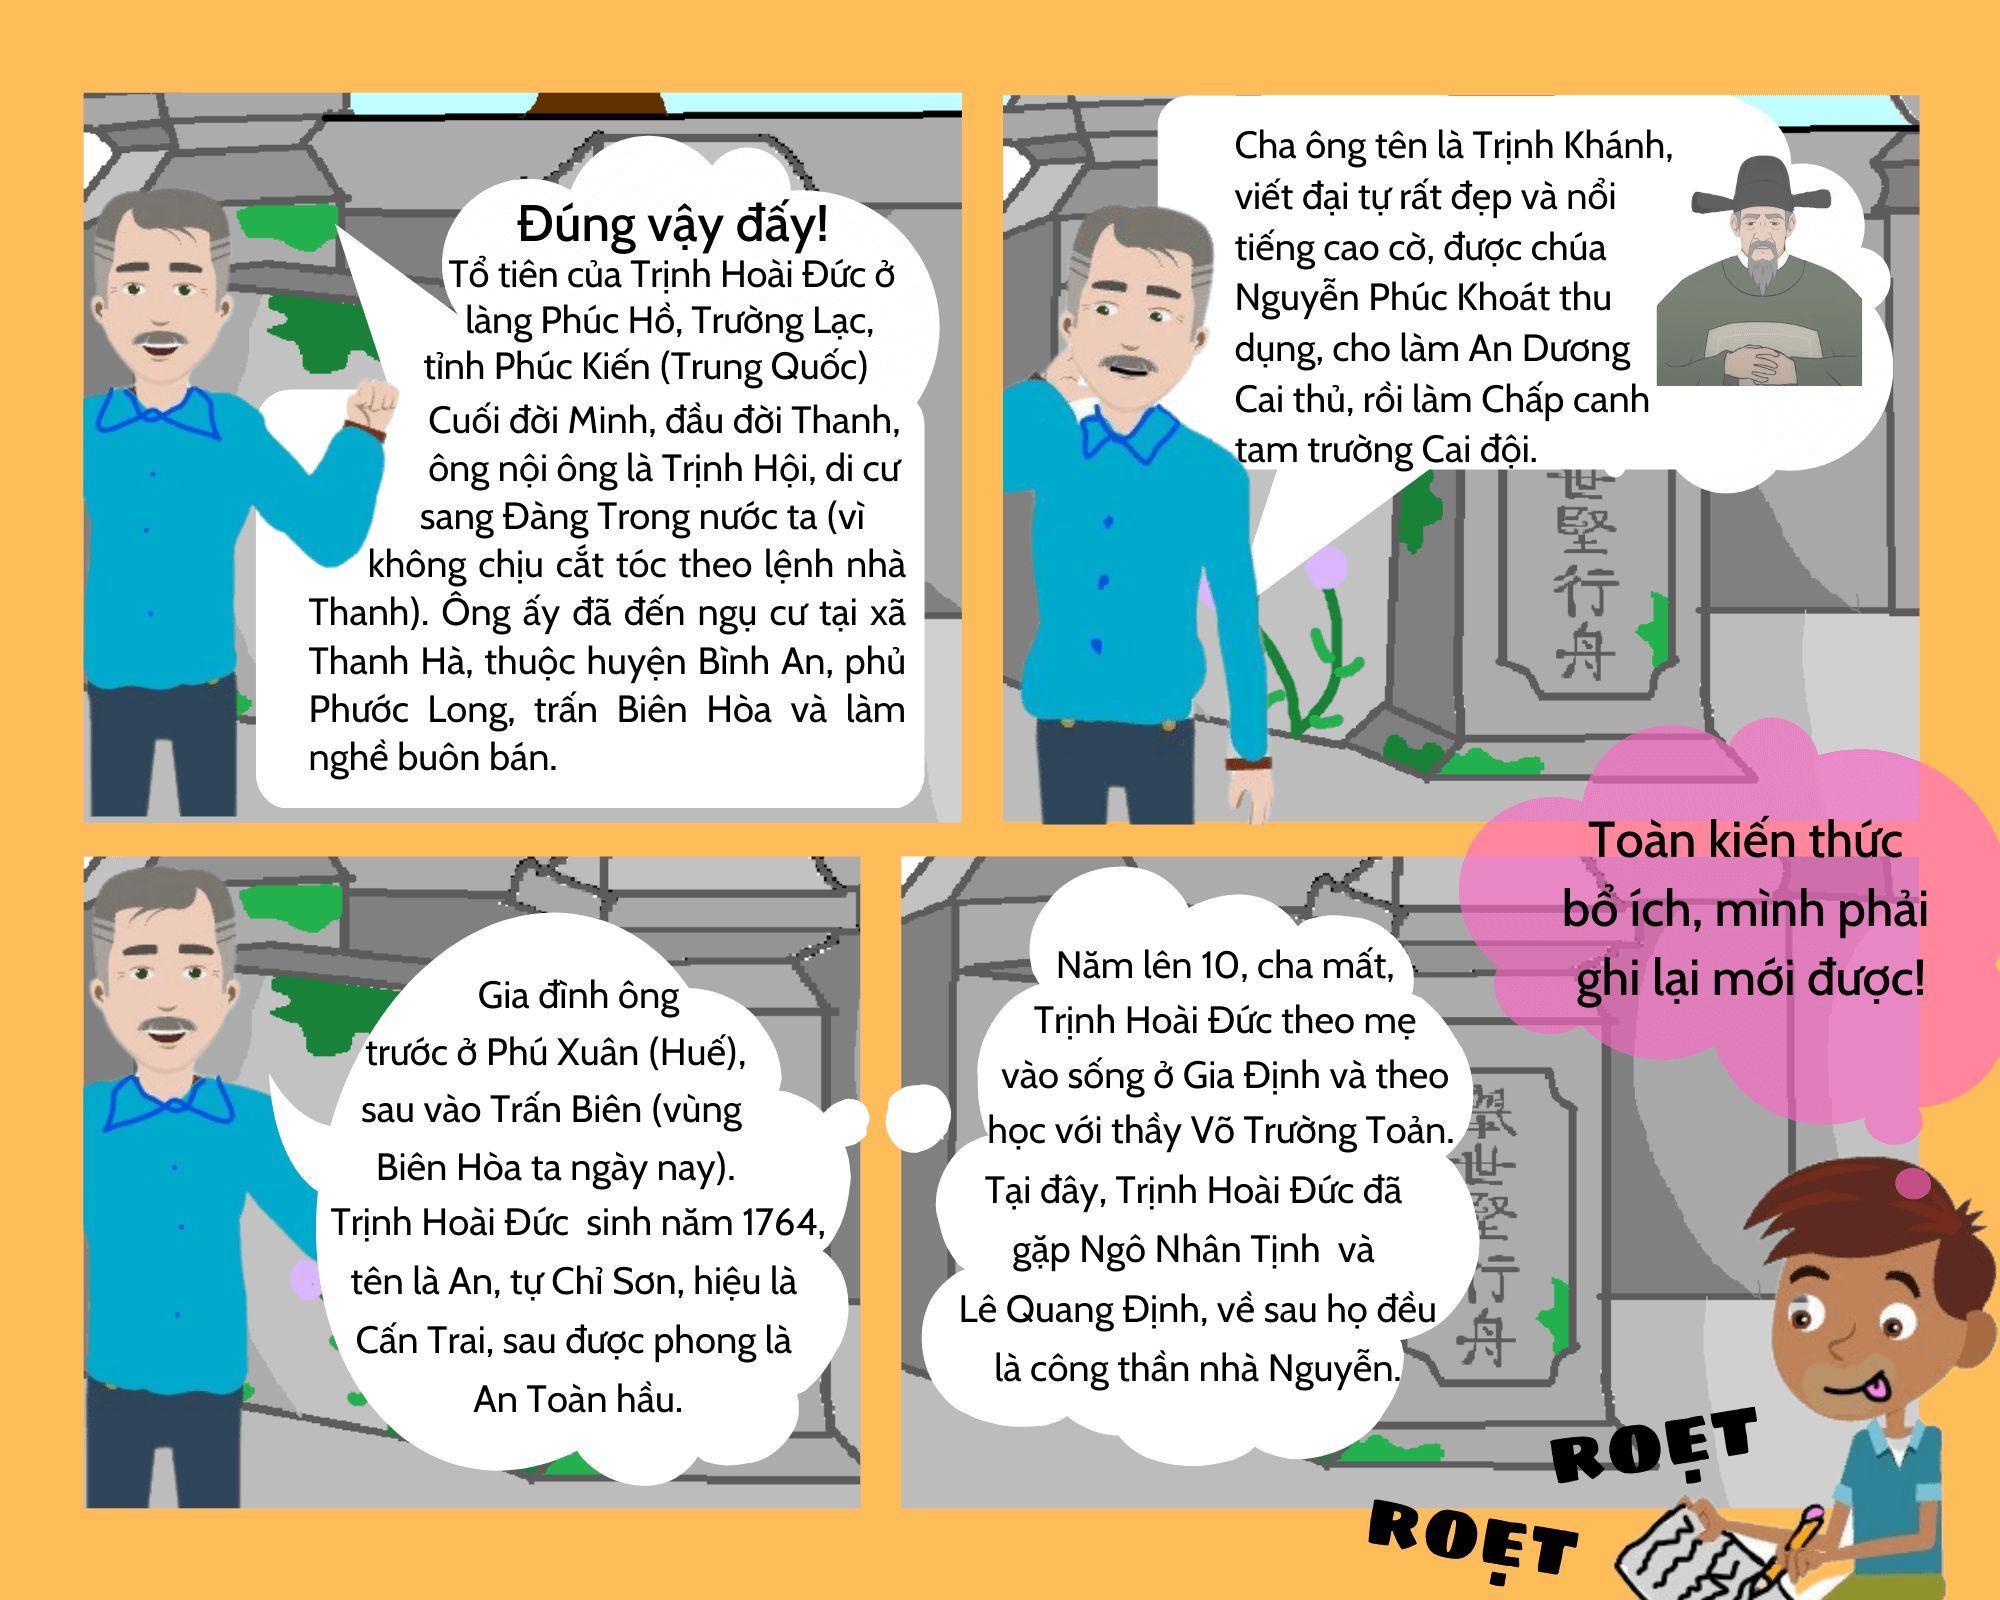 Đúng vậy đấy!
Tổ tiên của Trịnh Hoài Đức ở
làng Phúc Hồ, Trường Lạc,
tỉnh Phúc Kiến (Trung Quốc)
Cuối đời Minh, đầu đời Thanh,
ông nội ông là Trịnh Hội, di cư
sang Đàng Trong nước ta (vì
không chịu cắt tóc theo lệnh nhà
Thanh). Ông ấy đã đến ngụ cư tại xã
Thanh Hà, thuộc huyện Bình An, phủ
Phước Long, trấn Biên Hòa và làm
nghề buôn bán.
Cha ông tên là Trịnh Khánh,
viết đại tự rất đẹp và nổi
tiếng cao cờ, được chúa
Nguyễn Phúc Khoát thu
dụng, cho làm An Dương
Cai thủ, rồi làm Chấp canh
tam trường Cai đội.
世
堅
行
舟
Gia đình ông
trước ở Phú Xuân (Huế),
sau vào Trấn Biên (vùng
Biên Hòa ta ngày nay).
Trịnh Hoài Đức sinh năm 1764,
tên là An, tự Chỉ Sơn, hiệu là
Cấn Trai, sau được phong là
An Toàn hầu.
Năm lên 10, cha mất,
Trịnh Hoài Đức theo mẹ
vào sống ở Gia Định và theo
học với thầy Võ Trường Toản.
Tại đây, Trịnh Hoài Đức đã
gặp Ngô Nhân Tịnh và
Lê Quang Định, về sau họ đều
là công thần nhà Nguyễn.
世
堅
行
舟
Toàn kiến thức
bổ ích, mình phải
ghi lại mới được!
ROẸT
ROẸT